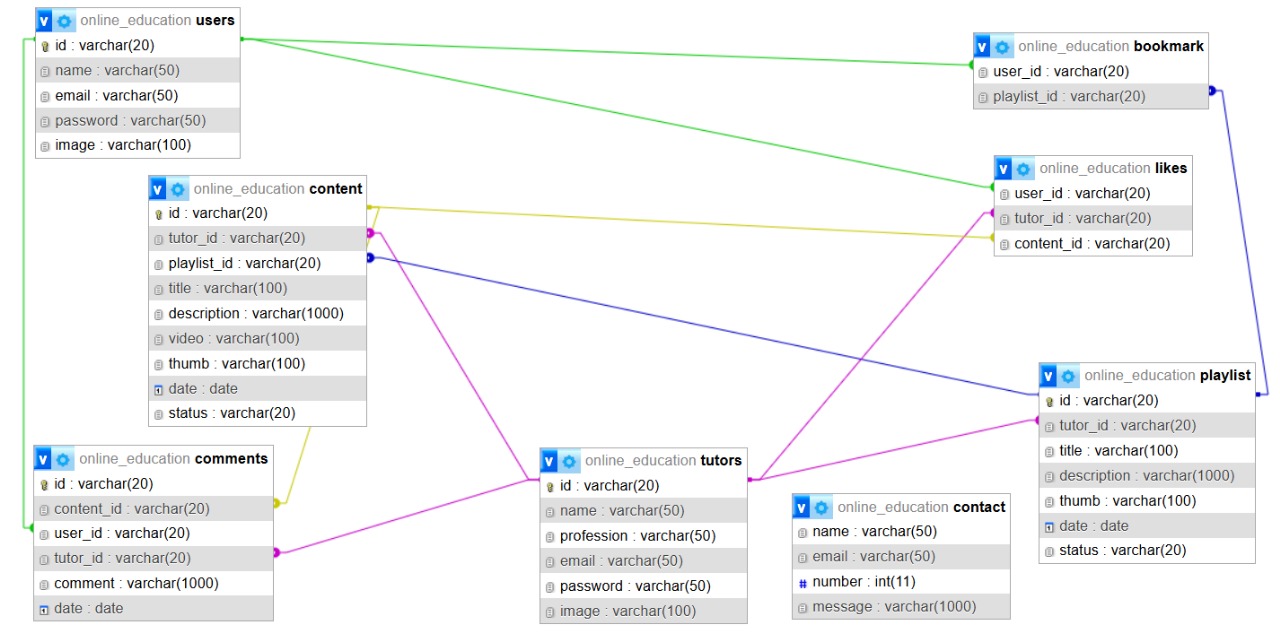 online_education users
id : varchar(20)
name : varchar(50)
email : varchar(50)
password : varchar(50)
image : varchar(100)
online_education bookmark
user_id : varchar(20)
playlist_id : varchar(20)
online_education likes
user_id : varchar(20)
tutor_id : varchar(20)
content_id : varchar(20)
online_education content
id : varchar(20)
tutor_id : varchar(20)
playlist_id : varchar(20)
title : varchar(100)
description : varchar(1000)
video : varchar(100)
thumb : varchar(100)
date : date
status : varchar(20)
online_education playlist
id : varchar(20)
tutor_id : varchar(20)
title : varchar(100)
description : varchar(1000)
thumb : varchar(100)
date : date
status : varchar(20)
online_education comments
id : varchar(20)
content_id : varchar(20)
user_id : varchar(20)
tutor_id : varchar(20)
comment : varchar(1000)
date : date
online_education tutors
id : varchar(20)
name : varchar(50)
profession : varchar(50)
email : varchar(50)
password : varchar(50)
image : varchar(100)
online_education contact
name : varchar(50)
email : varchar(50)
# number : int(11)
message : varchar(1000)